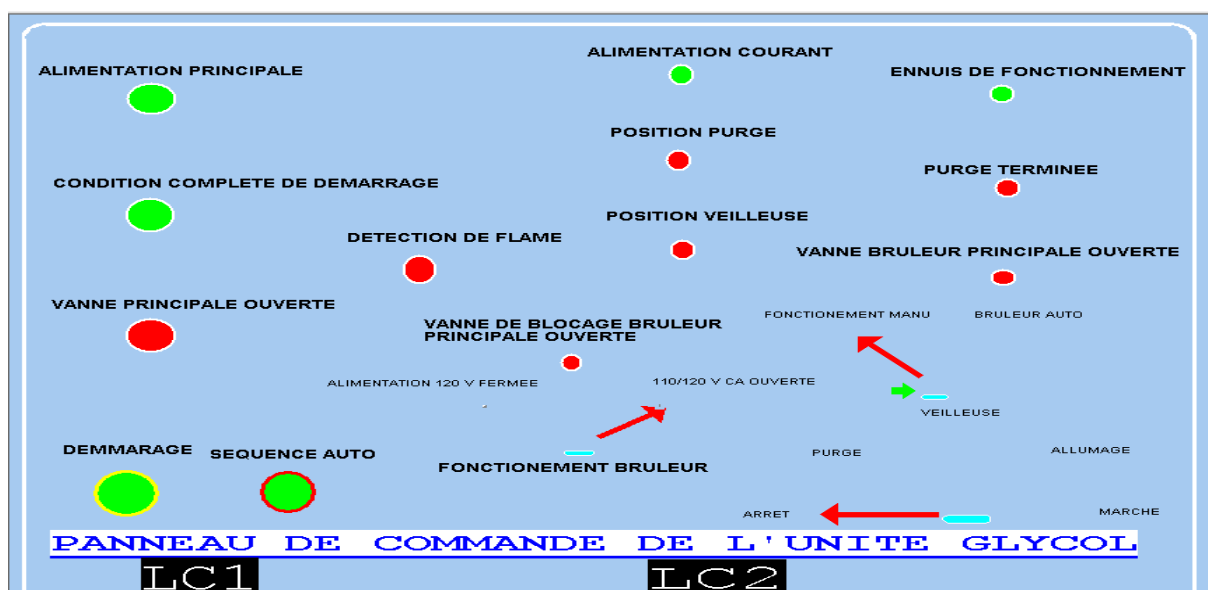 ALIMENTATION COURANT
ALIMENTATION PRINCIPALE
ENNUIS DE FONCTIONNEMENT
POSITION PURGE
PURGE TERMINEE
CONDITION COMPLETE DE DEMARRAGE
POSITION VEILLEUSE
DETECTION DE FLAME
VANNE BRULEUR PRINCIPALE OUVERTE
VANNE PRINCIPALE OUVERTE
FONCTIONEMENT MANU
BRULEUR AUTO
VANNE DE BLOCAGE BRULEUR
PRINCIPALE OUVERTE
ALIMENTATION 120 V FERMEE
110/120 V CA OUVERTE
VEILLEUSE
DEMMARAGE
SEQUENCE AUTO
FONCTIONEMENT BRULEUR
PURGE
ALLUMAGE
ARRET
MARCHE
PANNEAU DE COMMANDE DE L'UNITE GLYCOL
LC1
LC2